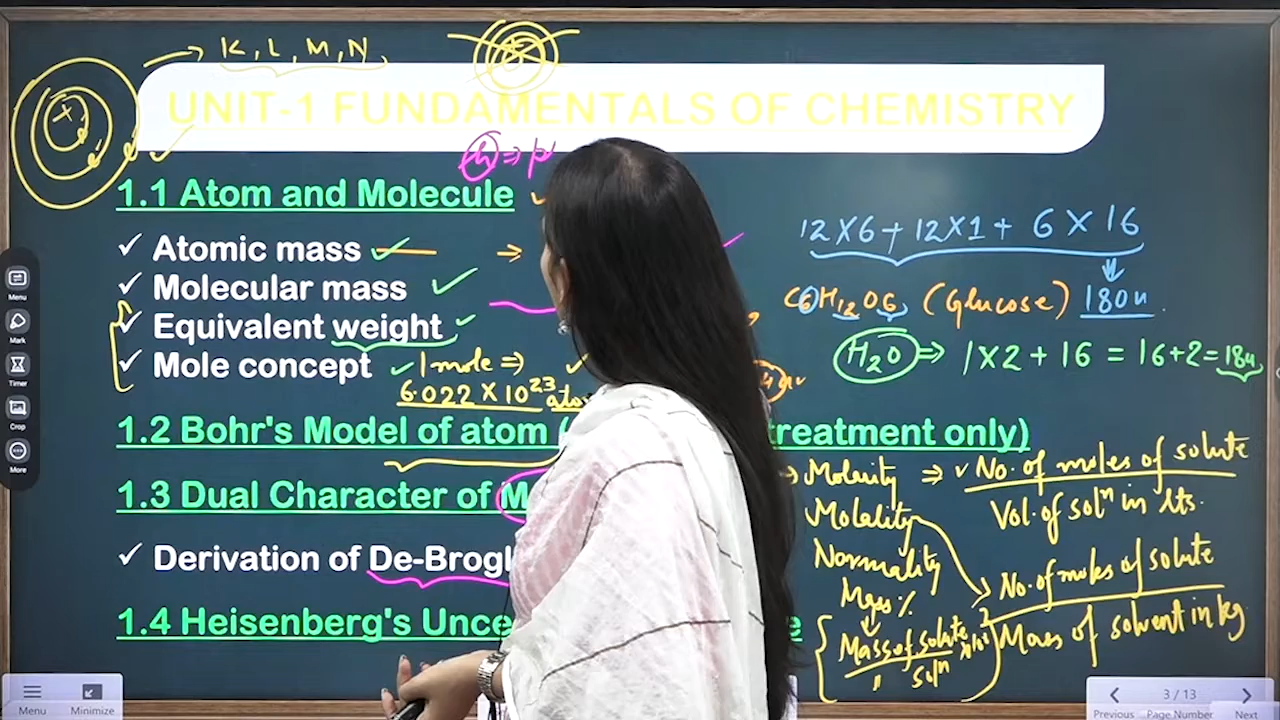 K, L, M, N
UNIT-1 FUNDAMENTALS OF CHEMISTRY
1.1 Atom and Molecule
✓ Atomic mass
✓ Molecular mass
✓ Equivalent weight
✓ Mole concept
1 mole ⇒
6.022 × 10²³ ato
12 × 6 + 12 × 1 + 6 × 16
C6H12O6 (Glucose) 180u
H2O ⇒ 1 × 2 + 16 = 16 + 2 = 18u
1.2 Bohr's Model of atom ( treatment only)
1.3 Dual Character of M
✓ Derivation of De-Brogl
1.4 Heisenberg's Unce e
Molarity ⇒ No. of moles of solute
Vol. of solⁿ in lts.
Molality
No. of moles of solute
Mass of solvent in kg
Normality
Mass %
Mass of solute
solⁿ
Menu
Mark
Timer
Crop
More
Menu Minimize
3 / 13
Previous Page Number Next